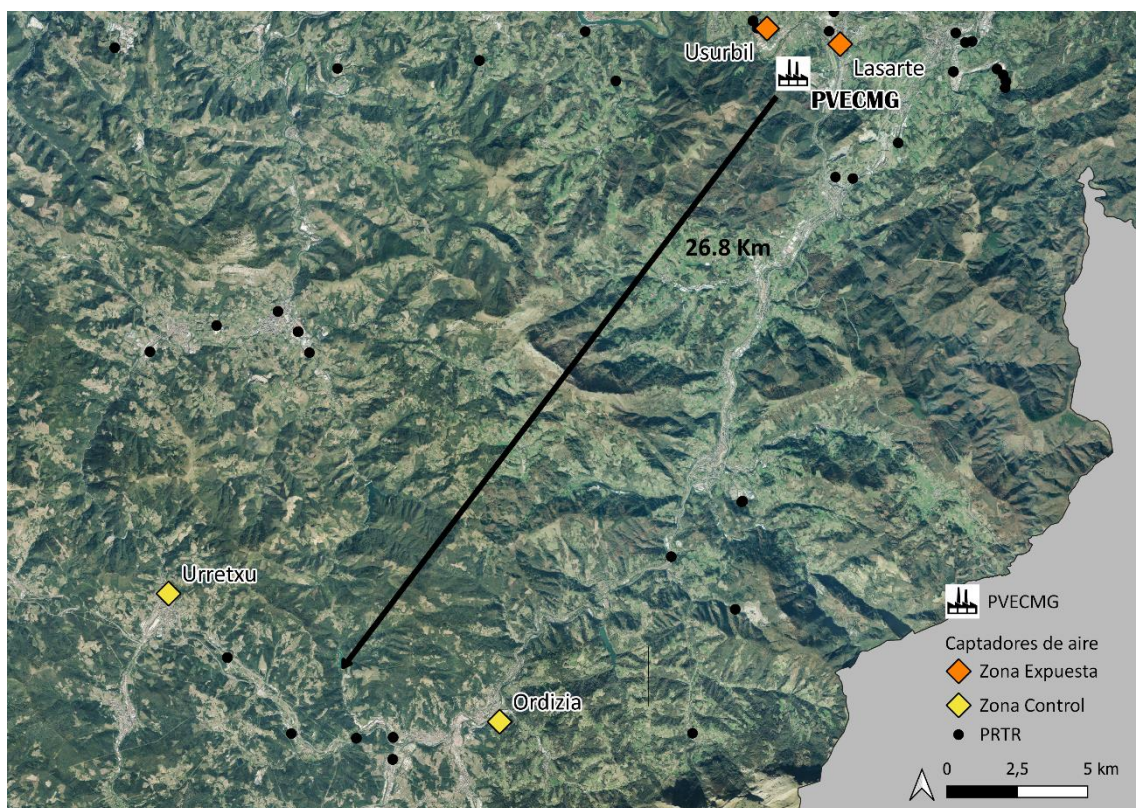 Usurbil
Lasarte
PVECMG
26.8 Km
Urretxu
Ordizia
PVECMG
Captadores de aire
Zona Expuesta
Zona Control
PRTR
0 2,5 5 km